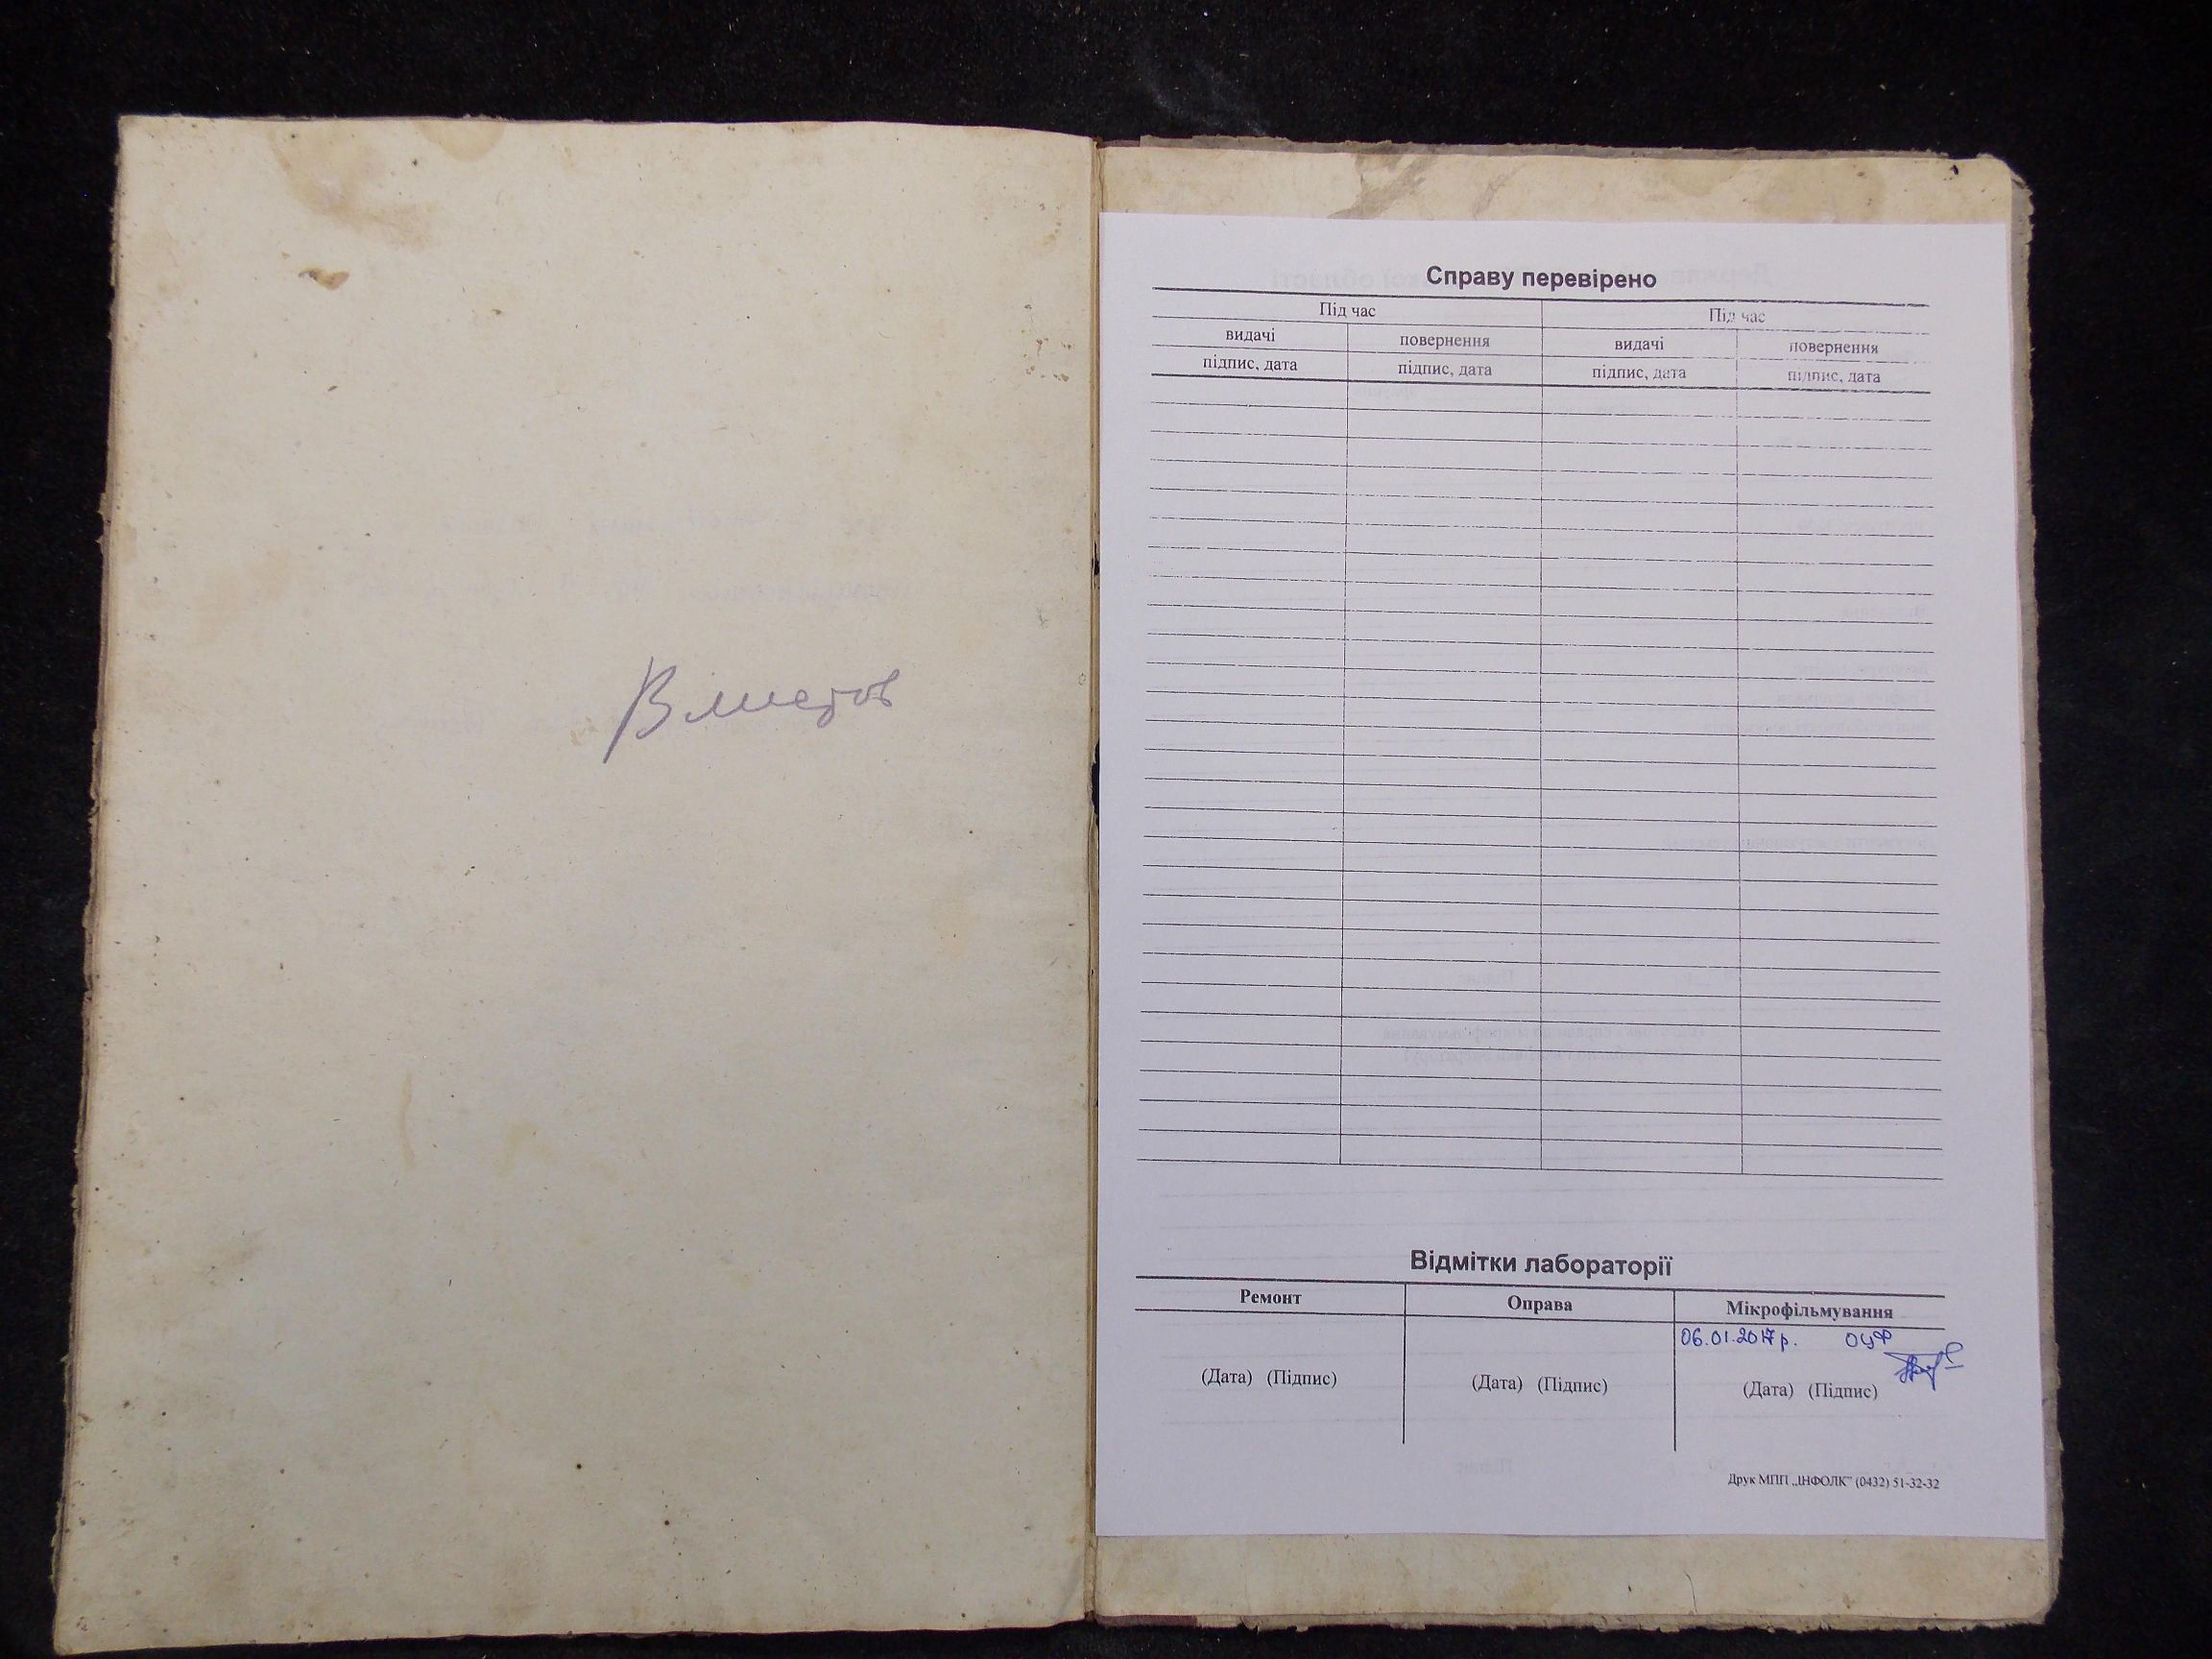 В листов
Справу перевірено
Під час Під час
видачі повернення видачі повернення
підпис, дата підпис, дата підпис, дата підпис, дата
Відмітки лабораторії
Ремонт Оправа Мікрофільмування
06.01.2017р. ОЦФ
(Дата) (Підпис) (Дата) (Підпис) (Дата) (Підпис)
Друк МПП „ІНФОЛК” (0432) 51-32-32